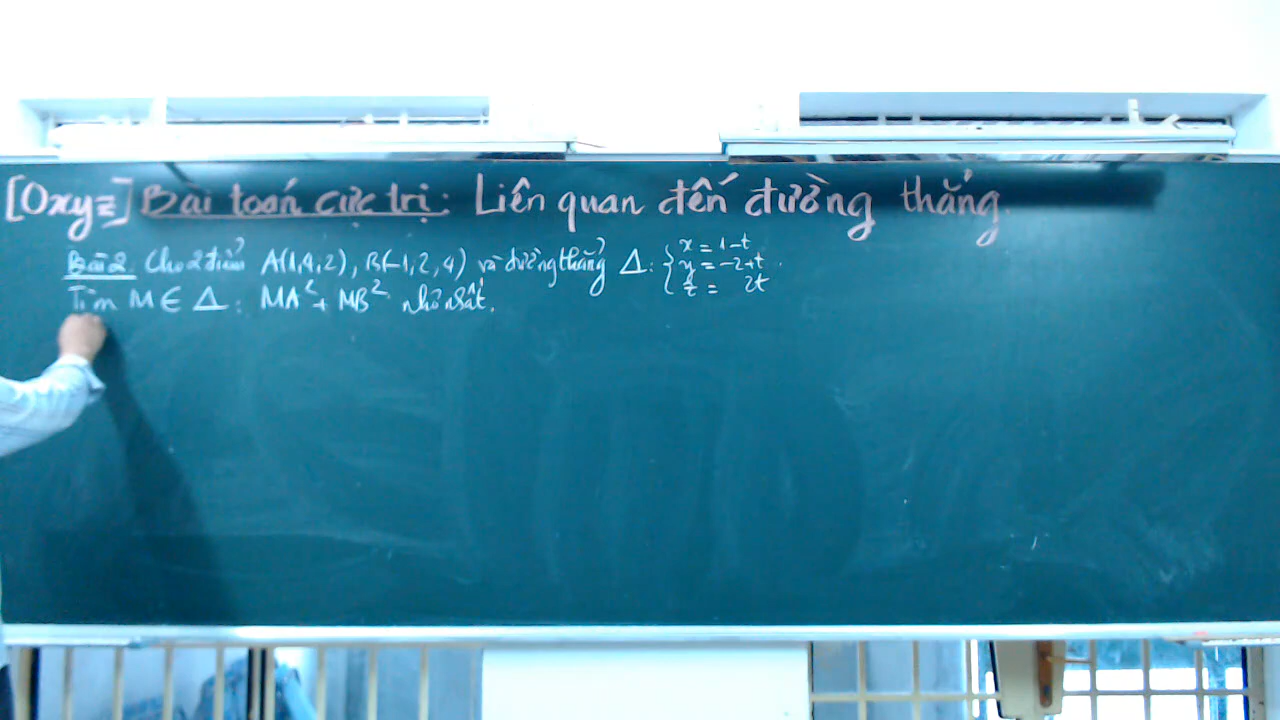 [Oxyz] Bài toán cực trị: Liên quan đến đường thẳng.
Bài 2 Cho 2 điểm A(1,4,2), B(-1,2,4) và đường thẳng Δ: { x = 1-t
y = -2+t
z = 2t
Tìm M ∈ Δ: MA² + MB² nhỏ nhất.